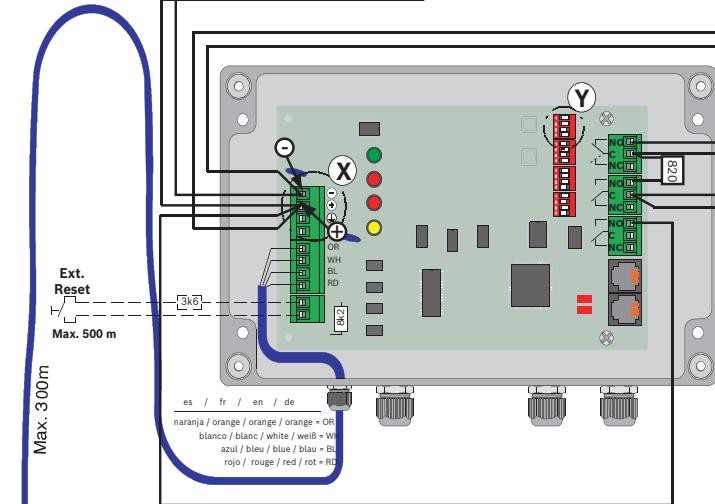 Y
NO
C
NC
820
NO
C
NC
NO
C
NC
X
-
+
-
+
OR
WH
BL
RD
8k2
Ext.
Reset
3k6
Max. 500 m
Max. 300m
es / fr / en / de
naranja / orange / orange / orange = OR
blanco / blanc / white / weiß = WH
azul / bleu / blue / blau = BL
rojo / rouge / red / rot = RD